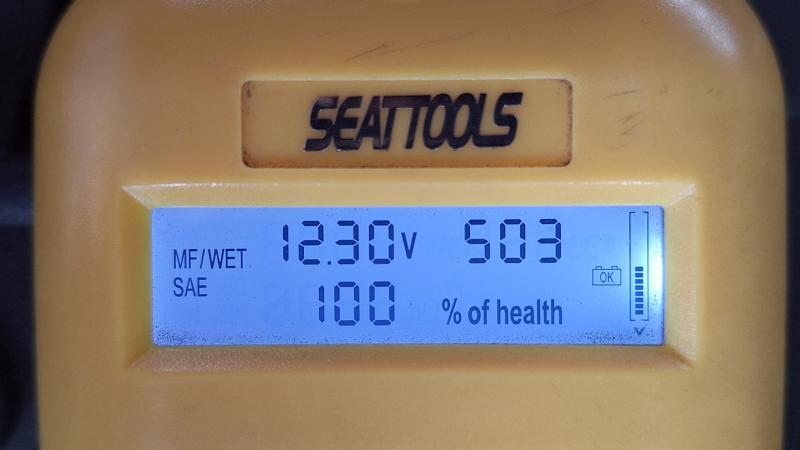 SEATTOOLS
MF/WET 12.30V 503
SAE 100 % of health
OK